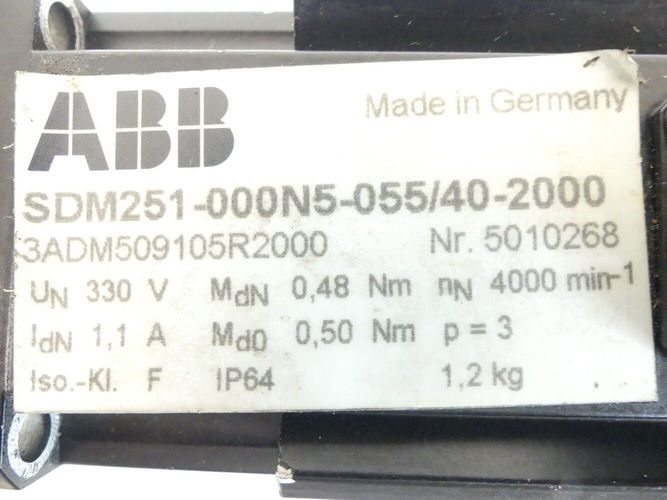 ABB
Made in Germany
SDM251-000N5-055/40-2000
3ADM509105R2000 Nr. 5010268
UN 330 V MdN 0,48 Nm nN 4000 min-1
IdN 1,1 A Md0 0,50 Nm p = 3
Iso.-Kl. F IP64 1,2 kg